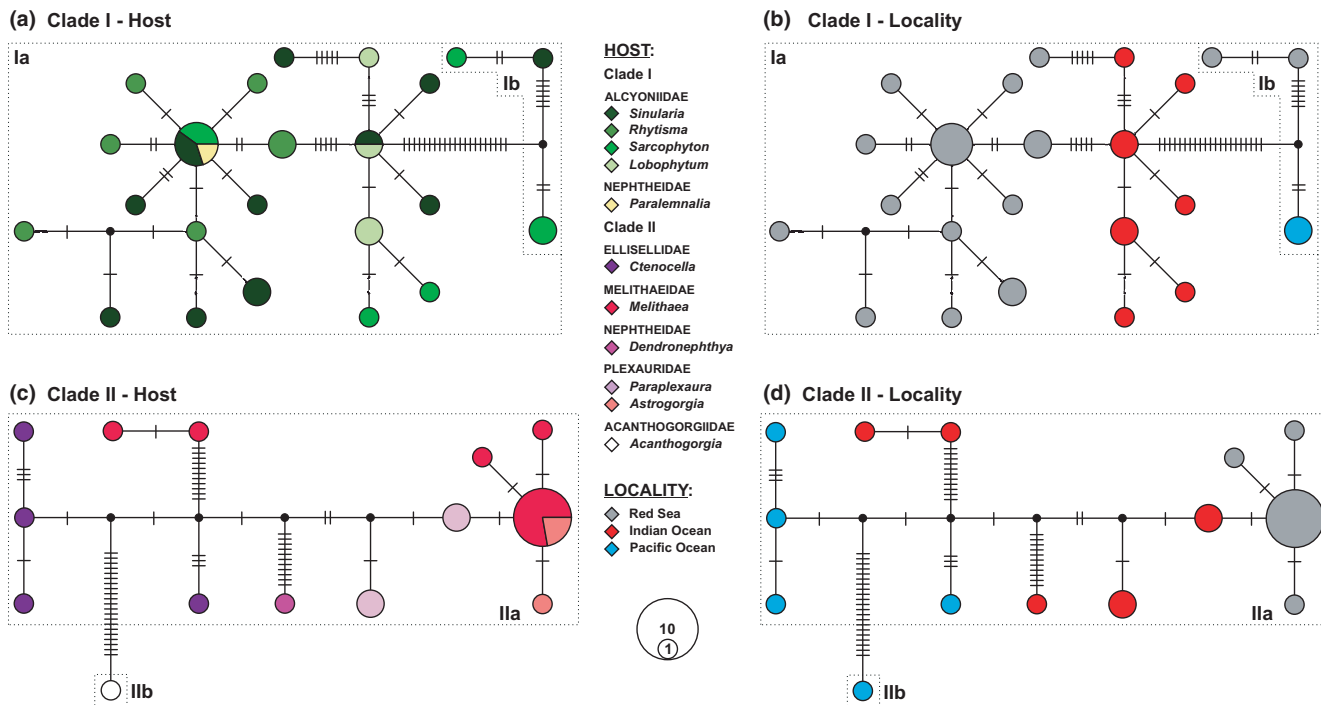 (a) Clade I - Host
Ia
Ib
(b) Clade I - Locality
Ia
Ib
HOST:
Clade I
ALCYONIIDAE
Sinularia
Rhytisma
Sarcophyton
Lobophytum
NEPHTHEIDAE
Paralemnalia
Clade II
ELLISELLIDAE
Ctenocella
MELITHAEIDAE
Melithaea
NEPHTHEIDAE
Dendronephthya
PLEXAURIDAE
Paraplexaura
Astrogorgia
ACANTHOGORGIIDAE
Acanthogorgia
LOCALITY:
Red Sea
Indian Ocean
Pacific Ocean
10
1
(c) Clade II - Host
IIa
IIb
(d) Clade II - Locality
IIa
IIb